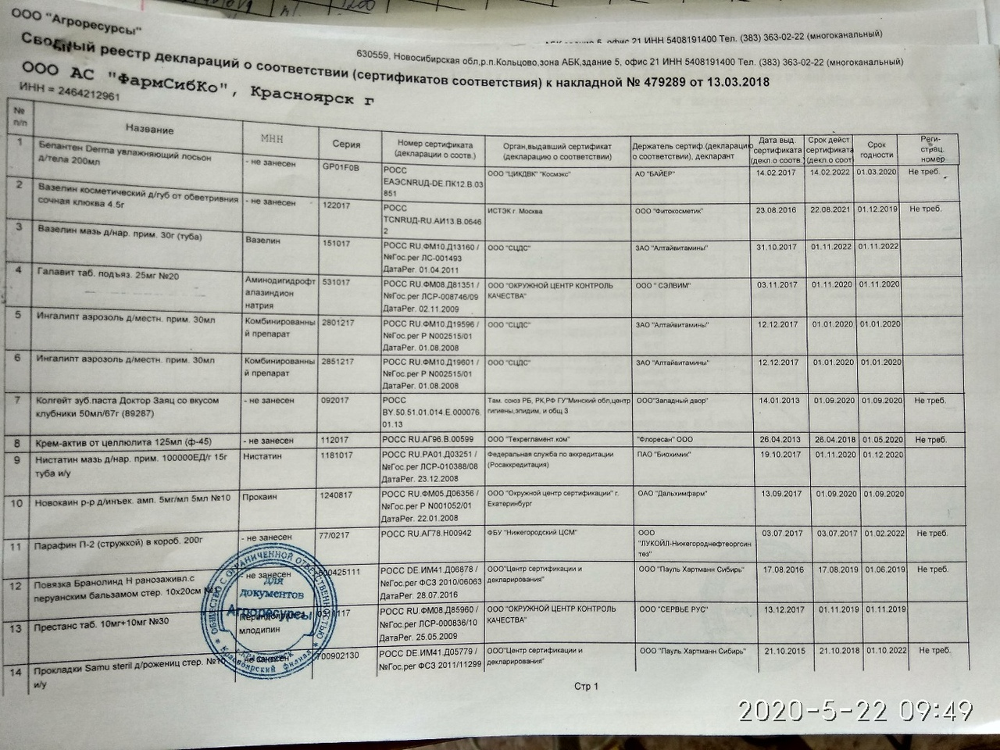 1200
ООО "Агроресурсы"
офис 21 ИНН 5408191400 Тел. (383) 363-02-22 (многоканальный)
630559, Новосибирская обл,р.п.Кольцово,зона АБК,здание 5, офис 21 ИНН 5408191400 Тел. (383) 363-02-22 (многоканальный)
Сводный реестр деклараций о соответствии (сертификатов соответствия) к накладной № 479289 от 13.03.2018
ООО АС "ФармСибКо", Красноярск г
ИНН = 2464212961
№ п/п Название МНН Серия Номер сертификата (декларации о соотв.) Орган,выдавший сертификат (декларацию о соответствии) Держатель сертиф.(декларации о соответствии), декларант Дата выд. сертификата (декл.о соотв.) Срок дейст. сертификата (декл.о соот Срок годности Реги- страц. номер
1 Бепантен Derma увлажняющий лосьон - не занесен GP01F0B РОСС ООО "ЦИКДВК" "Космэкс" АО "БАЙЕР" 14.02.2017 14.02.2022 01.03.2020 Не треб.
д/тела 200мл ЕАЭСNRUД-DE.ПК12.В.03
851
2 Вазелин косметический д/губ от обветривния - не занесен 122017 РОСС ИСТЭК г. Москва ООО "Фитокосметик" 23.08.2016 22.08.2021 01.12.2019 Не треб.
сочная клюква 4.5г TCNRUД-RU.АИ13.В.0646
2
3 Вазелин мазь д/нар. прим. 30г (туба) Вазелин 151017 РОСС RU.ФМ10.Д13160 / ООО "СЦДС" ЗАО "Алтайвитамины" 31.10.2017 01.11.2022 01.11.2022
№Гос.рег ЛС-001493
ДатаРег. 01.04.2011
4 Галавит таб. подъяз. 25мг №20 Аминодигидрофт 531017 РОСС RU.ФМ08.Д81351 / ООО "ОКРУЖНОЙ ЦЕНТР КОНТРОЛЬ ООО " СЭЛВИМ" 03.11.2017 01.11.2020 01.11.2020
алазиндион №Гос.рег ЛСР-008746/09 КАЧЕСТВА"
натрия ДатаРег. 02.11.2009
5 Ингалипт аэрозоль д/местн. прим. 30мл Комбинированны 2801217 РОСС RU.ФМ10.Д19596 / ООО "СЦДС" ЗАО "Алтайвитамины" 12.12.2017 01.01.2020 01.01.2020
й препарат №Гос.рег Р N002515/01
ДатаРег. 01.08.2008
6 Ингалипт аэрозоль д/местн. прим. 30мл Комбинированны 2851217 РОСС RU.ФМ10.Д19601 / ООО "СЦДС" ЗАО "Алтайвитамины" 12.12.2017 01.01.2020 01.01.2020
й препарат №Гос.рег Р N002515/01
ДатаРег. 01.08.2008
7 Колгейт зуб.паста Доктор Заяц со вкусом - не занесен 092017 РОСС Там. союз РБ, РК,РФ ГУ"Минский обл,центр ООО"Западный двор" 14.01.2013 01.09.2020 01.09.2020 Не треб.
клубники 50мл/67г (89287) BY.50.51.01.014.Е.000076. гигиены,эпидим. и общ З
01.13
8 Крем-актив от целлюлита 125мл (ф-45) - не занесен 112017 РОСС RU.АГ96.В.00599 ООО "Техрегламент.ком" "Флоресан" ООО 26.04.2013 26.04.2018 01.05.2020 Не треб.
9 Нистатин мазь д/нар. прим. 100000ЕД/г 15г Нистатин 1181017 РОСС RU.РА01.Д03251 / Федеральная служба по аккредитации ПАО "Биохимик" 19.10.2017 01.11.2020 01.12.2020
туба и/у №Гос.рег ЛСР-010388/08 (Росаккредитация)
ДатаРег. 23.12.2008
10 Новокаин р-р д/инъек. амп. 5мг/мл 5мл №10 Прокаин 1240817 РОСС RU.ФМ05.Д06356 / ООО "Окружной центр сертификации" г. ОАО "Дальхимфарм" 13.09.2017 01.09.2020 01.09.2020
№Гос.рег Р N001052/01 Екатеринбург
ДатаРег. 22.01.2008
11 Парафин П-2 (стружкой) в короб. 200г - не занесен 77/0217 РОСС RU.АГ78.Н00942 ФБУ "Нижегородский ЦСМ" ООО 03.07.2017 03.07.2017 01.02.2022 Не треб.
"ЛУКОЙЛ-Нижегороднефтеоргсин
тез"
12 Повязка Бранолинд Н ранозаживл.с - не занесен 600425111 РОСС DE.ИМ41.Д06878 / ООО"Центр сертификации и ООО "Пауль Хартманн Сибирь" 17.08.2016 17.08.2019 01.06.2019 Не треб.
перуанским бальзамом стер. 10х20см №Гос.рег ФСЗ 2010/06063 декларирования"
ДатаРег. 28.07.2016
13 Престанс таб. 10мг+10мг №30 РОСС RU.ФМ08.Д85960 / ООО "ОКРУЖНОЙ ЦЕНТР КОНТРОЛЬ ООО "СЕРВЬЕ РУС" 13.12.2017 01.11.2019 01.11.2019
млодипин №Гос.рег ЛСР-000836/10 КАЧЕСТВА"
ДатаРег. 25.05.2009
14 Прокладки Samu steril д/рожениц стер. №10 - не занесен 700902130 РОСС DE.ИМ41.Д05779 / ООО"Центр сертификации и ООО "Пауль Хартманн Сибирь" 21.10.2015 21.10.2018 01.10.2022 Не треб.
и/у №Гос.рег ФСЗ 2011/11299 декларирования"
ОБЩЕСТВО С ОГРАНИЧЕННОЙ ОТВЕТСТВЕННОСТЬЮ
для
документов
Агроресурсы
Красноярский филиал
Стр 1
2020-5-22 09:49